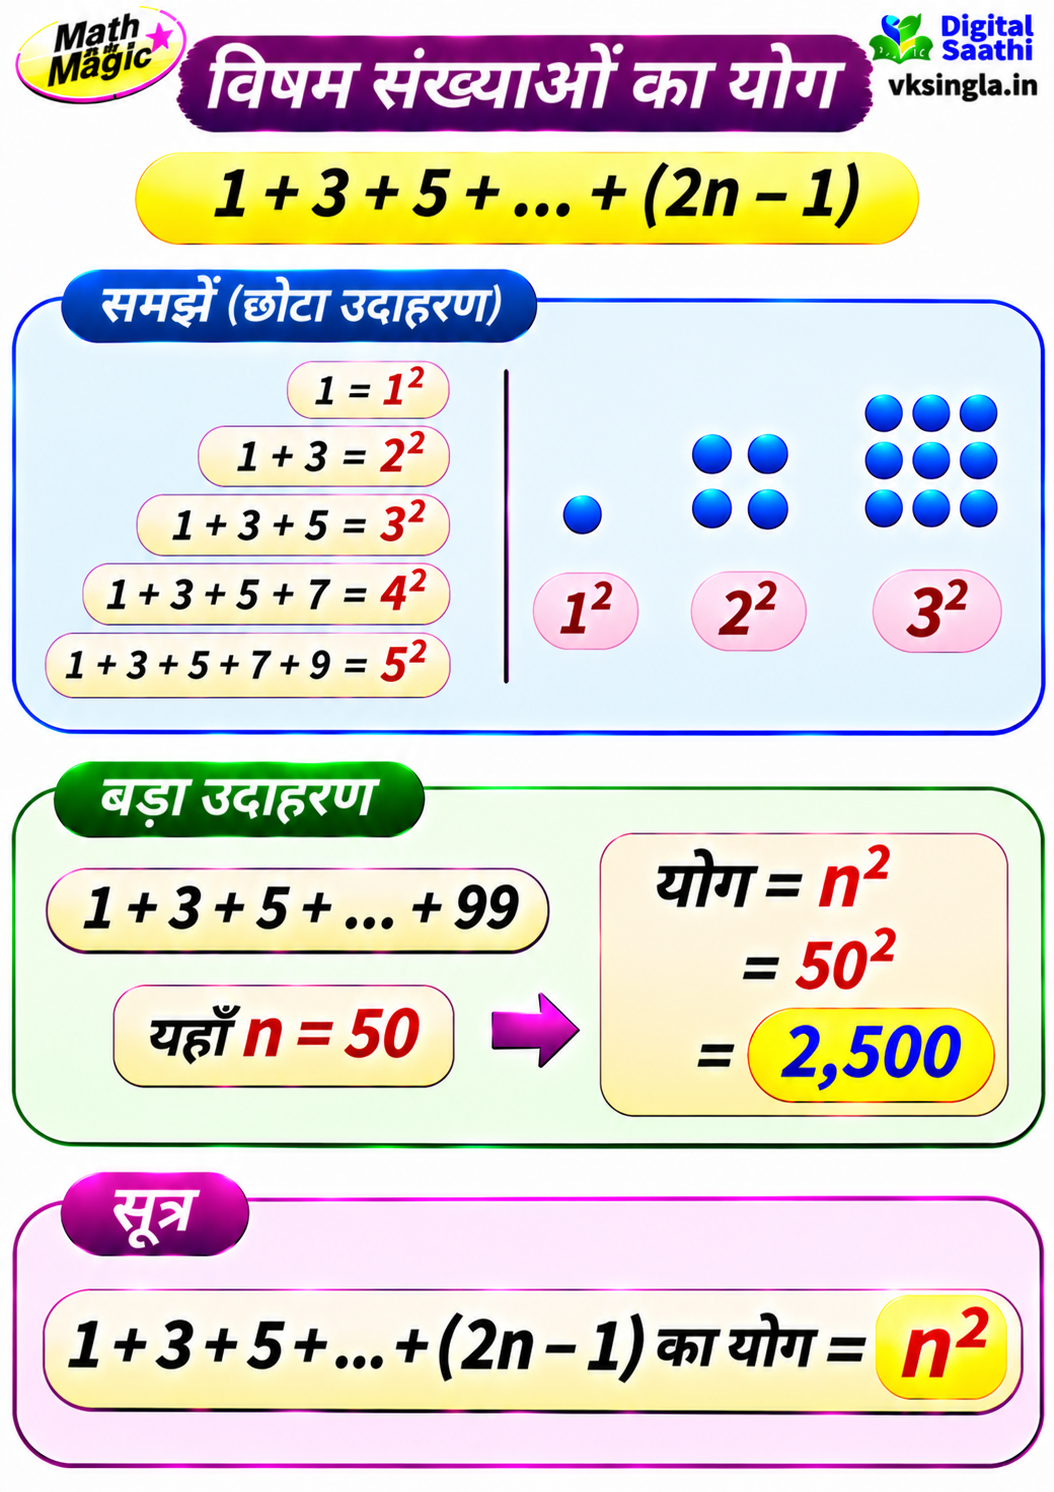 Math
Magic
विषम संख्याओं का योग
Digital
Saathi
vksingla.in
1 + 3 + 5 + ... + (2n – 1)
समझें (छोटा उदाहरण)
1 = 1²
1 + 3 = 2²
1 + 3 + 5 = 3²
1 + 3 + 5 + 7 = 4²
1 + 3 + 5 + 7 + 9 = 5²
1² 2² 3²
बड़ा उदाहरण
1 + 3 + 5 + ... + 99
यहाँ n = 50
योग = n²
= 50²
= 2,500
सूत्र
1 + 3 + 5 + ... + (2n – 1) का योग = n²